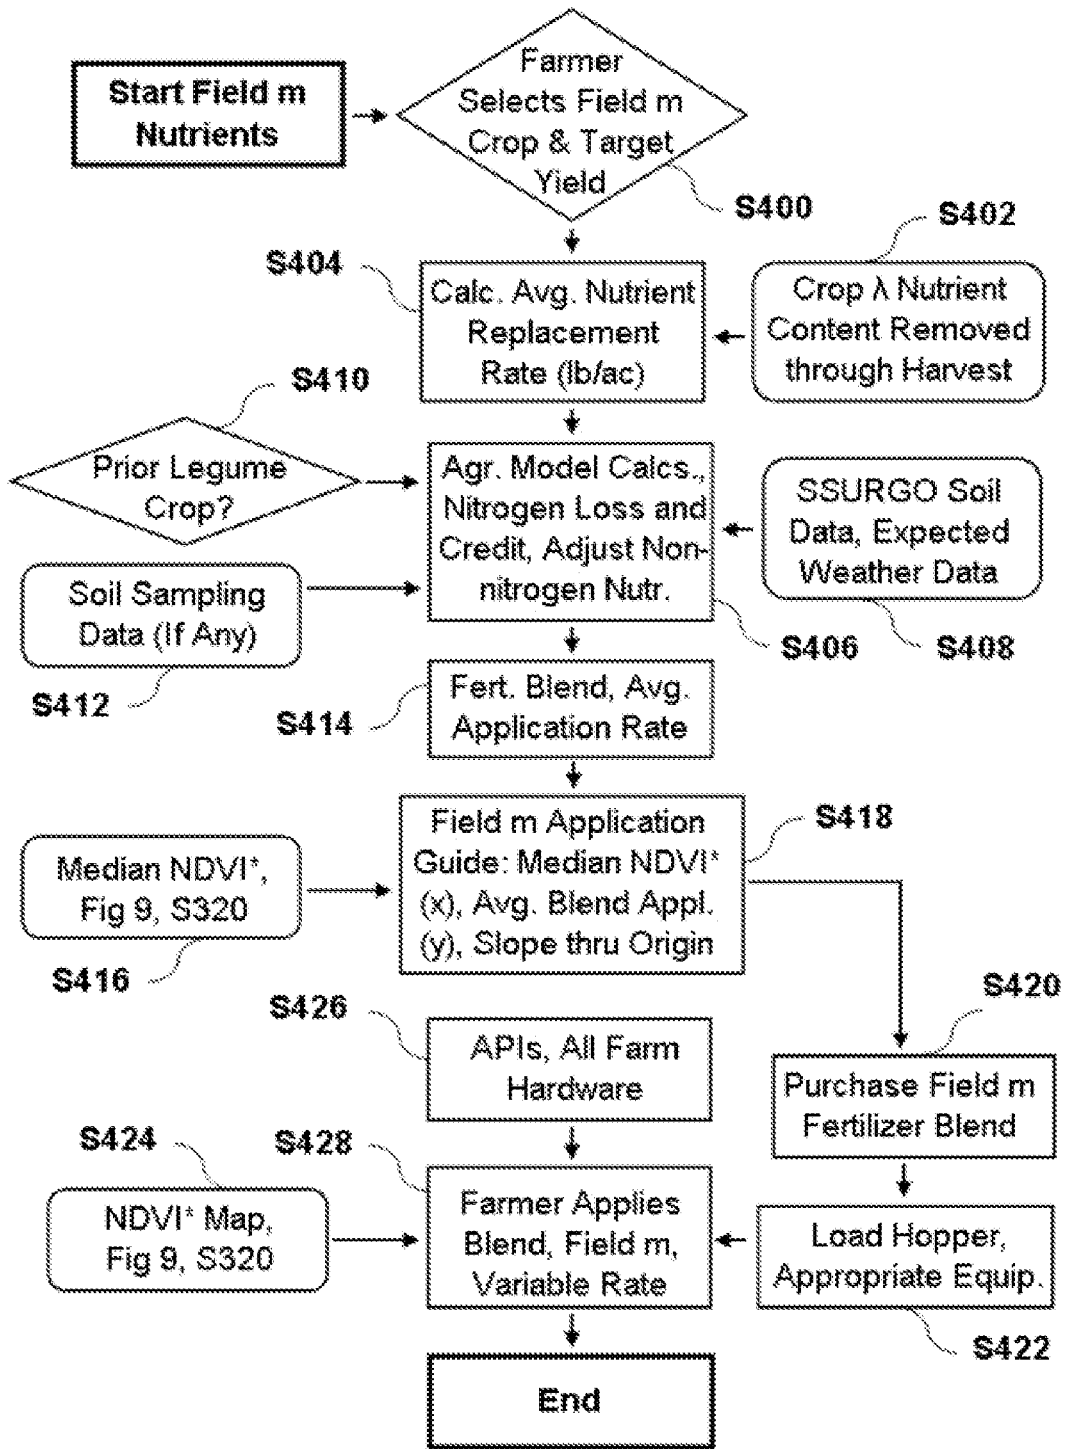 Start Field m
Nutrients
Farmer
Selects Field m
Crop & Target
Yield
S400
S402
S404
Calc. Avg. Nutrient
Replacement
Rate (lb/ac)
Crop λ Nutrient
Content Removed
through Harvest
S410
Prior Legume
Crop?
Agr. Model Calcs.,
Nitrogen Loss and
Credit, Adjust Non-
nitrogen Nutr.
SSURGO Soil
Data, Expected
Weather Data
Soil Sampling
Data (If Any)
S406
S408
S412
S414
Fert. Blend, Avg.
Application Rate
S418
Field m Application
Guide: Median NDVI*
(x), Avg. Blend Appl.
(y), Slope thru Origin
Median NDVI*,
Fig 9, S320
S416
S420
S426
APIs, All Farm
Hardware
Purchase Field m
Fertilizer Blend
S424
S428
NDVI* Map,
Fig 9, S320
Farmer Applies
Blend, Field m,
Variable Rate
Load Hopper,
Appropriate Equip.
S422
End